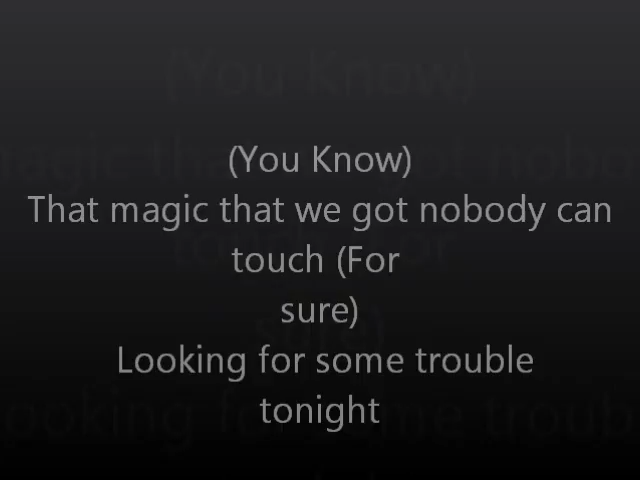 (You Know)
That magic that we got nobody can
touch (For
sure)
Looking for some trouble
tonight